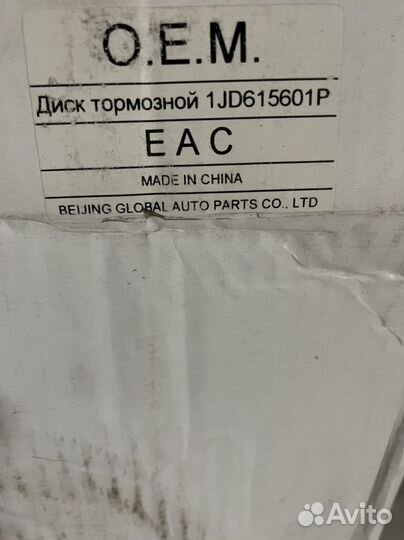 O.E.M.
Диск тормозной 1JD615601P
EAC
MADE IN CHINA
BEIJING GLOBAL AUTO PARTS CO., LTD
Avito